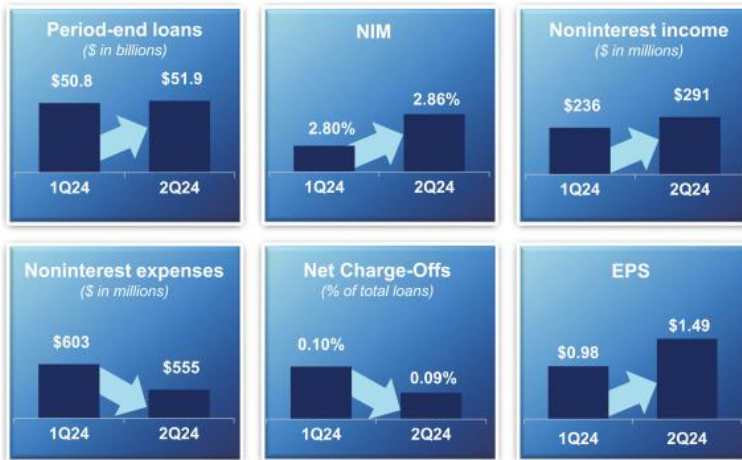 Period-end loans
($ in billions)
$50.8
$51.9
1Q24
2Q24
NIM
2.80%
2.86%
1Q24
2Q24
Noninterest income
($ in millions)
$236
$291
1Q24
2Q24
Noninterest expenses
($ in millions)
$603
$555
1Q24
2Q24
Net Charge-Offs
(% of total loans)
0.10%
0.09%
1Q24
2Q24
EPS
$0.98
$1.49
1Q24
2Q24